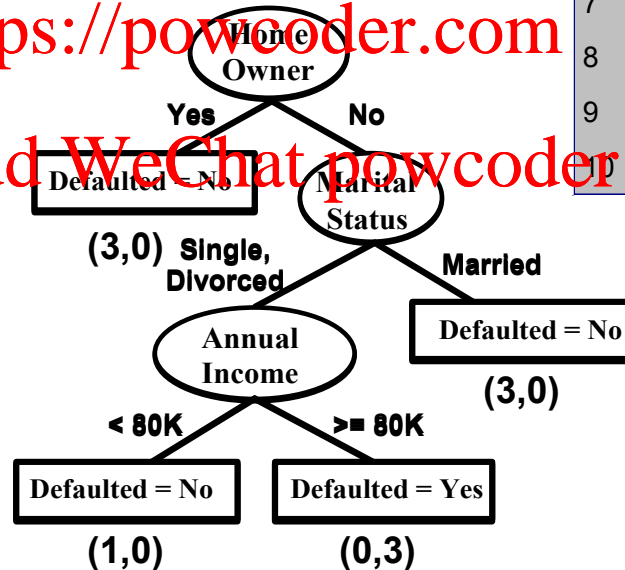 ps://powcoder.com
7
Home
Owner
8
Yes
No
9
d WeChat powcoder
10
Defaulted = No
Marital
Status
(3,0)
Single,
Divorced
Married
Annual
Income
Defaulted = No
(3,0)
< 80K
>= 80K
Defaulted = No
Defaulted = Yes
(1,0)
(0,3)